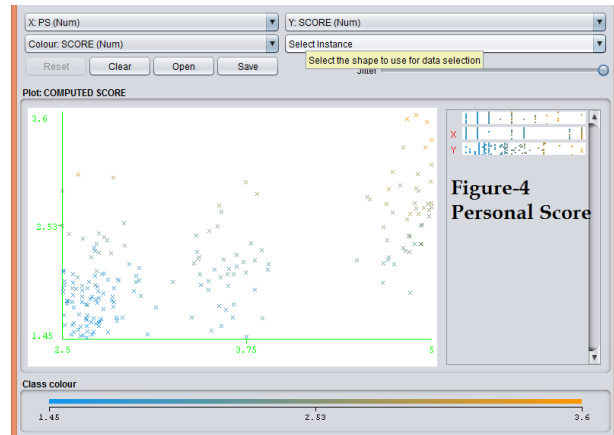 X: PS (Num) Y: SCORE (Num)
Colour: SCORE (Num) Select Instance
Reset Clear Open Save Jitter
Select the shape to use for data selection
Plot: COMPUTED SCORE
3.6
2.53
1.45
2.5 3.75 5
X
Y
Figure-4
Personal Score
Class colour
1.45 2.53 3.6